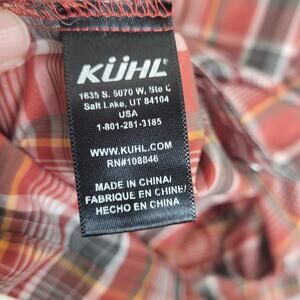 KÜHL
1635 S. 5070 W, Ste C
Salt Lake, UT 84104
USA
1-801-281-3185
WWW.KUHL.COM
RN#108846
MADE IN CHINA/
FABRIQUE EN CHINE/
HECHO EN CHINA